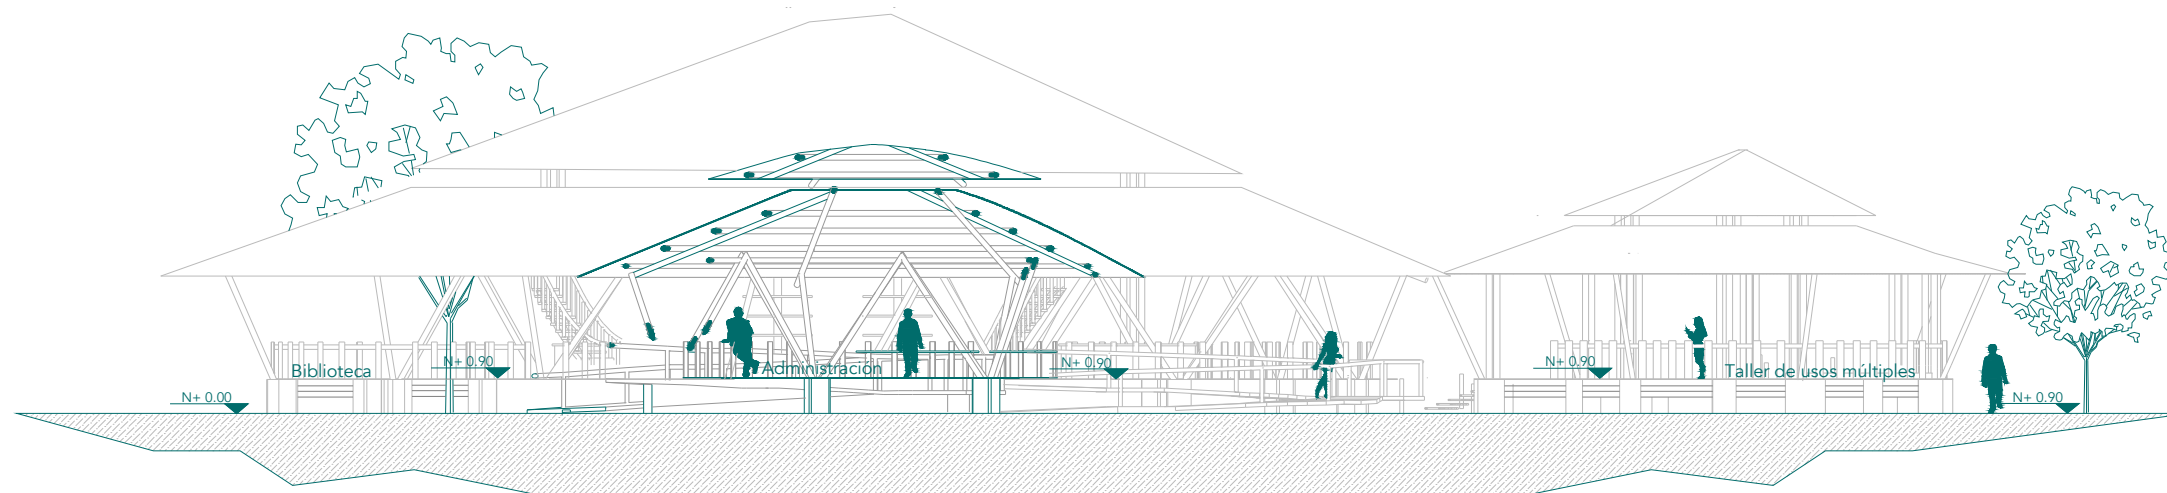 N+ 0.00
Biblioteca
N+ 0.90
Administración
N+ 0.90
N+ 0.90
Taller de usos múltiples
N+ 0.90